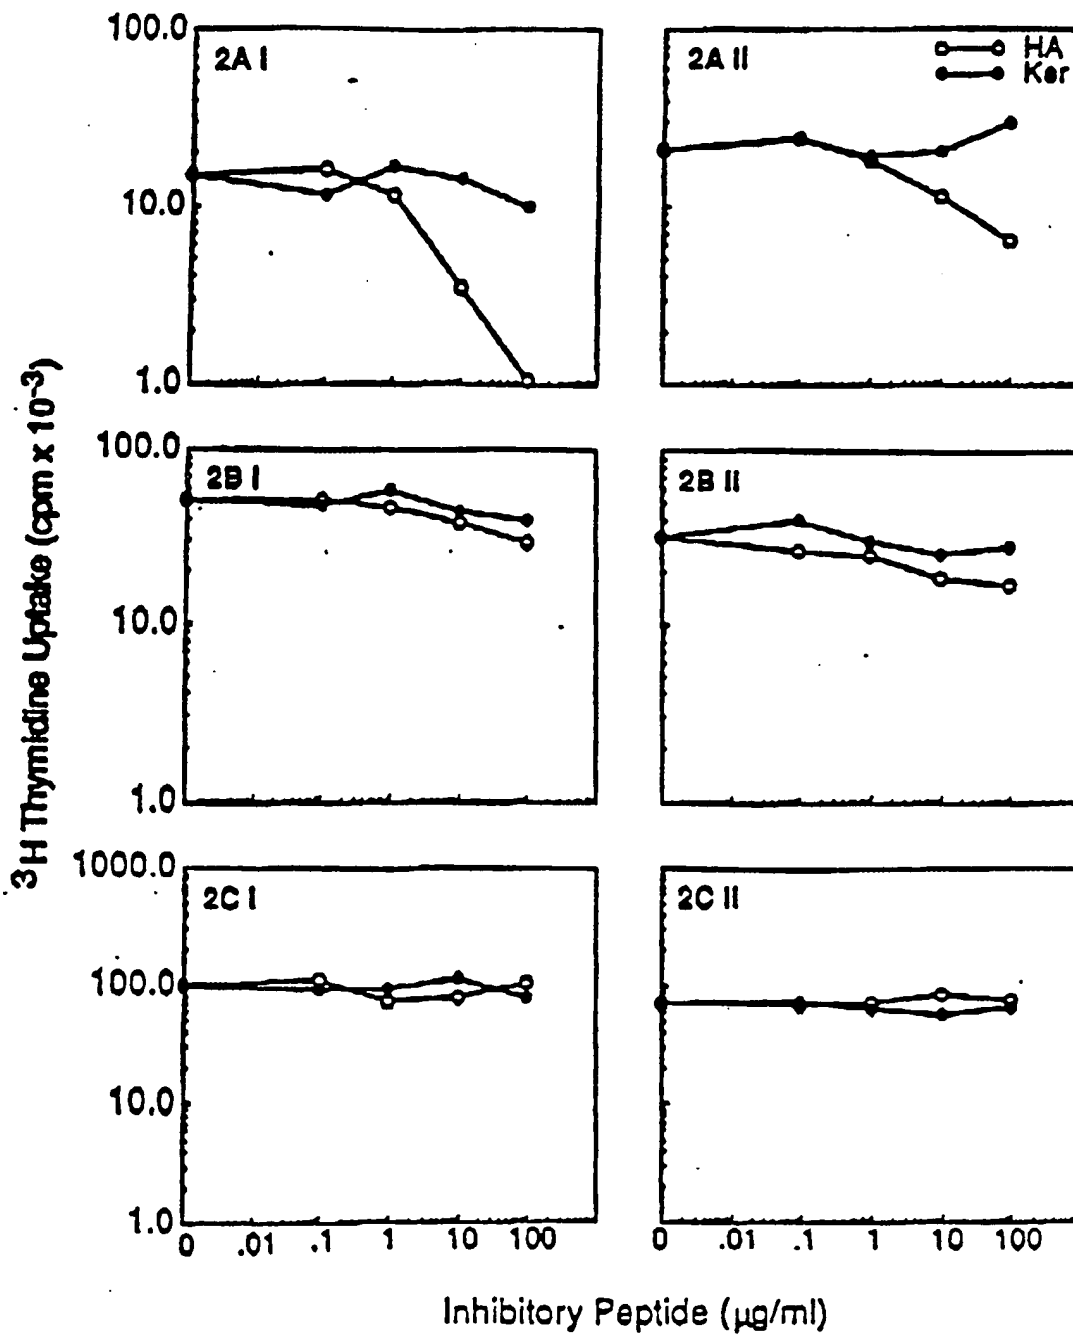 100.0
2A I
2A II
HA
Ker
10.0
1.0
100.0
2B I
2B II
10.0
1.0
1000.0
2C I
2C II
100.0
10.0
1.0
0 .01 .1 1 10 100
0 .01 .1 1 10 100
³H Thymidine Uptake (cpm x 10⁻³)
Inhibitory Peptide (µg/ml)